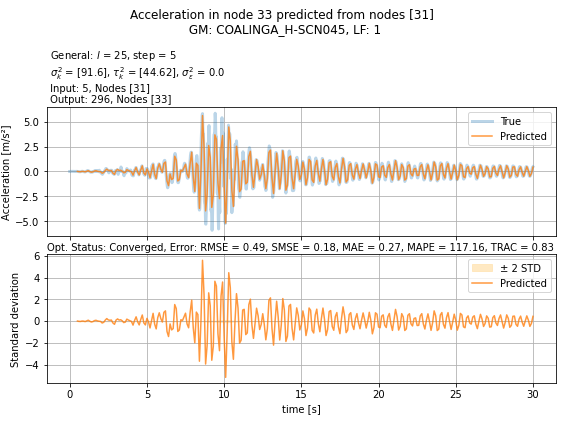 Acceleration in node 33 predicted from nodes [31]
GM: COALINGA_H-SCN045, LF: 1
General: l = 25, step = 5
σ²ₖ = [91.6], τ²ₖ = [44.62], σ²ε = 0.0
Input: 5, Nodes [31]
Output: 296, Nodes [33]
Acceleration [m/s²]
5.0
2.5
0.0
−2.5
−5.0
True
Predicted
Opt. Status: Converged, Error: RMSE = 0.49, SMSE = 0.18, MAE = 0.27, MAPE = 117.16, TRAC = 0.83
Standard deviation
6
4
2
0
−2
−4
± 2 STD
Predicted
0 5 10 15 20 25 30
time [s]